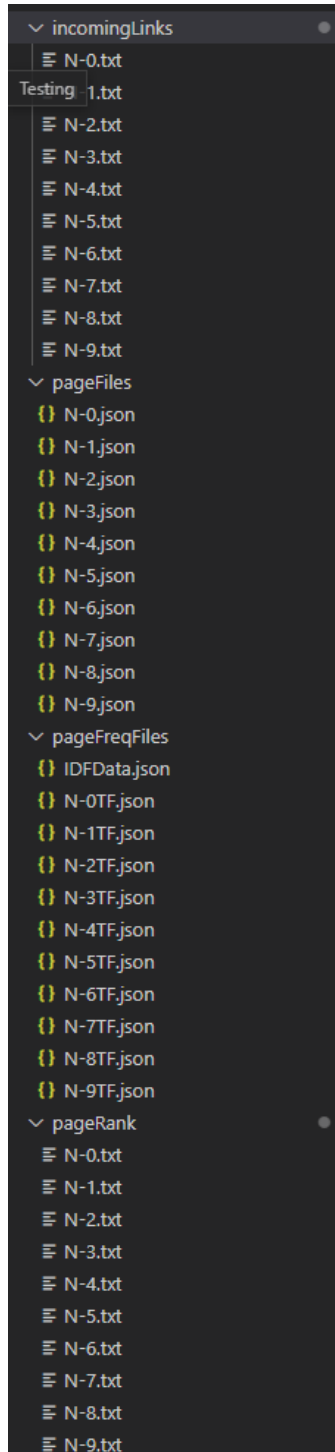 incomingLinks
N-0.txt
Testing
-1.txt
N-2.txt
N-3.txt
N-4.txt
N-5.txt
N-6.txt
N-7.txt
N-8.txt
N-9.txt
pageFiles
{} N-0.json
{} N-1.json
{} N-2.json
{} N-3.json
{} N-4.json
{} N-5.json
{} N-6.json
{} N-7.json
{} N-8.json
{} N-9.json
pageFreqFiles
{} IDFData.json
{} N-0TF.json
{} N-1TF.json
{} N-2TF.json
{} N-3TF.json
{} N-4TF.json
{} N-5TF.json
{} N-6TF.json
{} N-7TF.json
{} N-8TF.json
{} N-9TF.json
pageRank
N-0.txt
N-1.txt
N-2.txt
N-3.txt
N-4.txt
N-5.txt
N-6.txt
N-7.txt
N-8.txt
N-9.txt